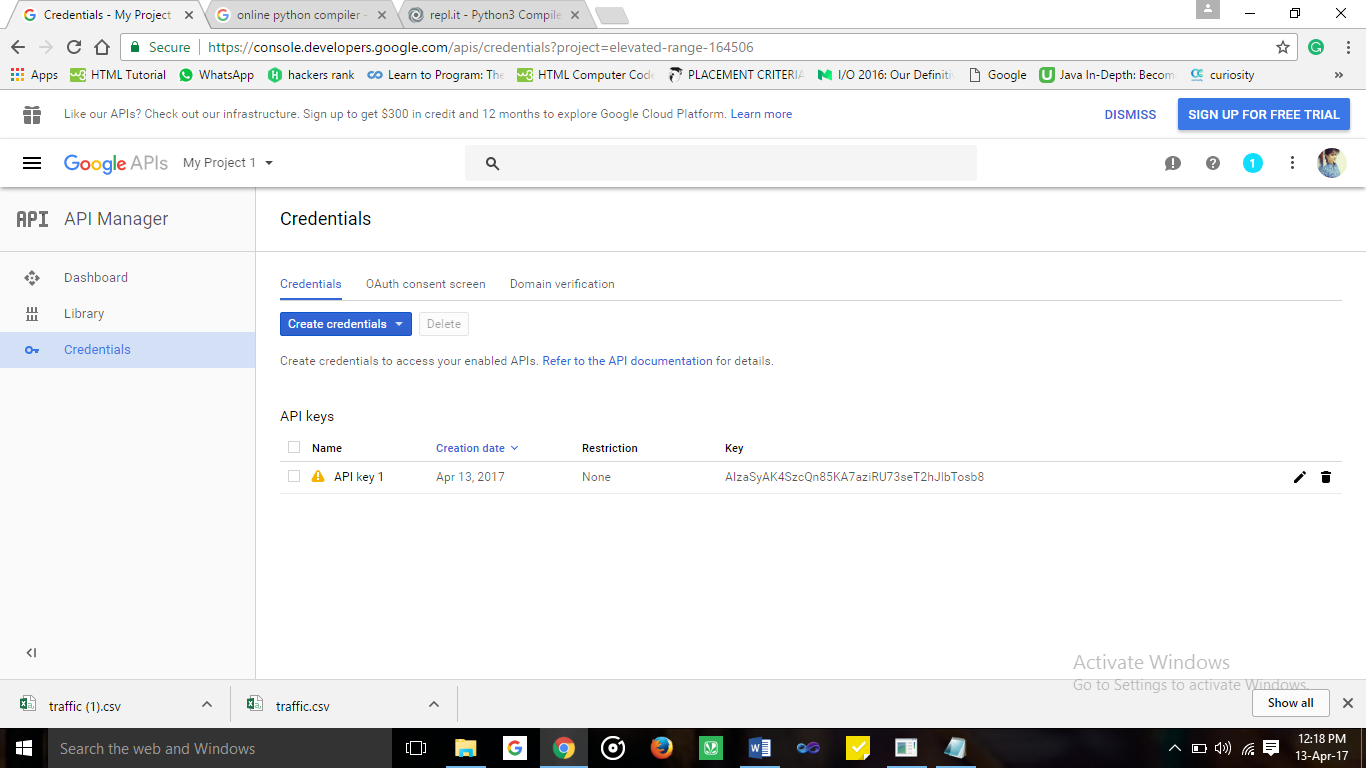 Credentials - My Project
online python compiler -
repl.it - Python3 Compile
Secure
https://console.developers.google.com/apis/credentials?project=elevated-range-164506
Apps
HTML Tutorial
WhatsApp
hackers rank
Learn to Program: The
HTML Computer Code
PLACEMENT CRITERIA
I/O 2016: Our Definiti
Google
Java In-Depth: Becom
curiosity
»
Like our APIs? Check out our infrastructure. Sign up to get $300 in credit and 12 months to explore Google Cloud Platform. Learn more
DISMISS
SIGN UP FOR FREE TRIAL
Google APIs
My Project 1
1
API
API Manager
Credentials
Dashboard
Library
Credentials
Credentials
OAuth consent screen
Domain verification
Create credentials
Delete
Create credentials to access your enabled APIs. Refer to the API documentation for details.
API keys
Name
Creation date
Restriction
Key
API key 1
Apr 13, 2017
None
Activate Windows
Go to Settings to activate Windows.
traffic (1).csv
traffic.csv
Show all
Search the web and Windows
12:18 PM
13-Apr-17